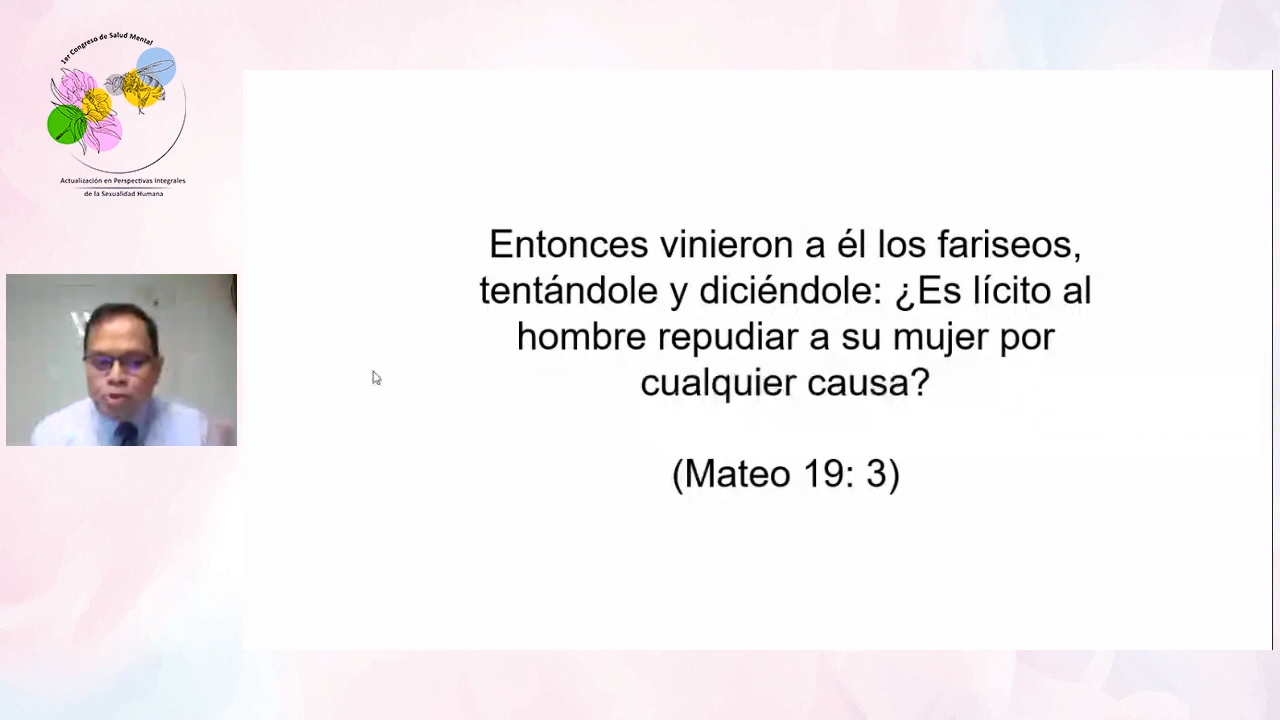 1er Congreso de Salud Mental
Actualización en Perspectivas Integrales
de la Sexualidad Humana
Entonces vinieron a él los fariseos,
tentándole y diciéndole: ¿Es lícito al
hombre repudiar a su mujer por
cualquier causa?
(Mateo 19: 3)